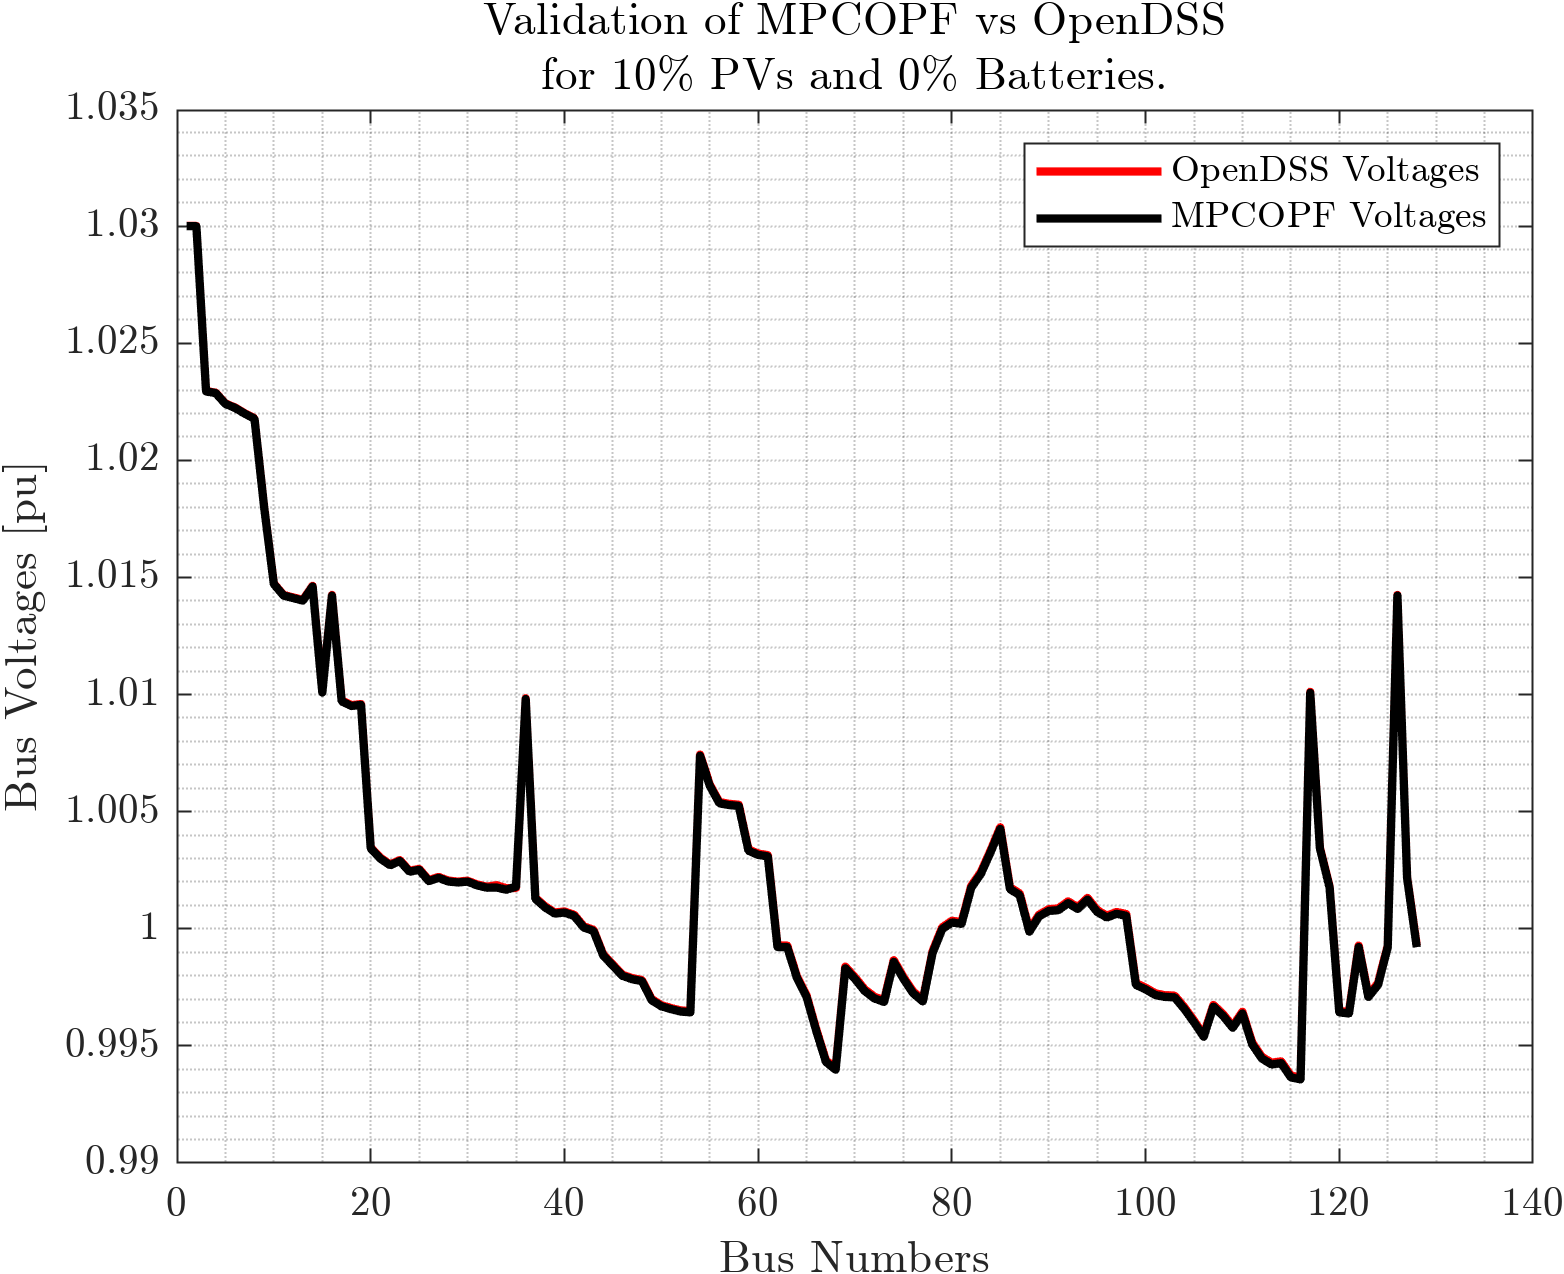 Validation of MPCOPF vs OpenDSS
for 10% PVs and 0% Batteries.
OpenDSS Voltages
MPCOPF Voltages
Bus Voltages [pu]
1.035
1.03
1.025
1.02
1.015
1.01
1.005
1
0.995
0.99
0 20 40 60 80 100 120 140
Bus Numbers